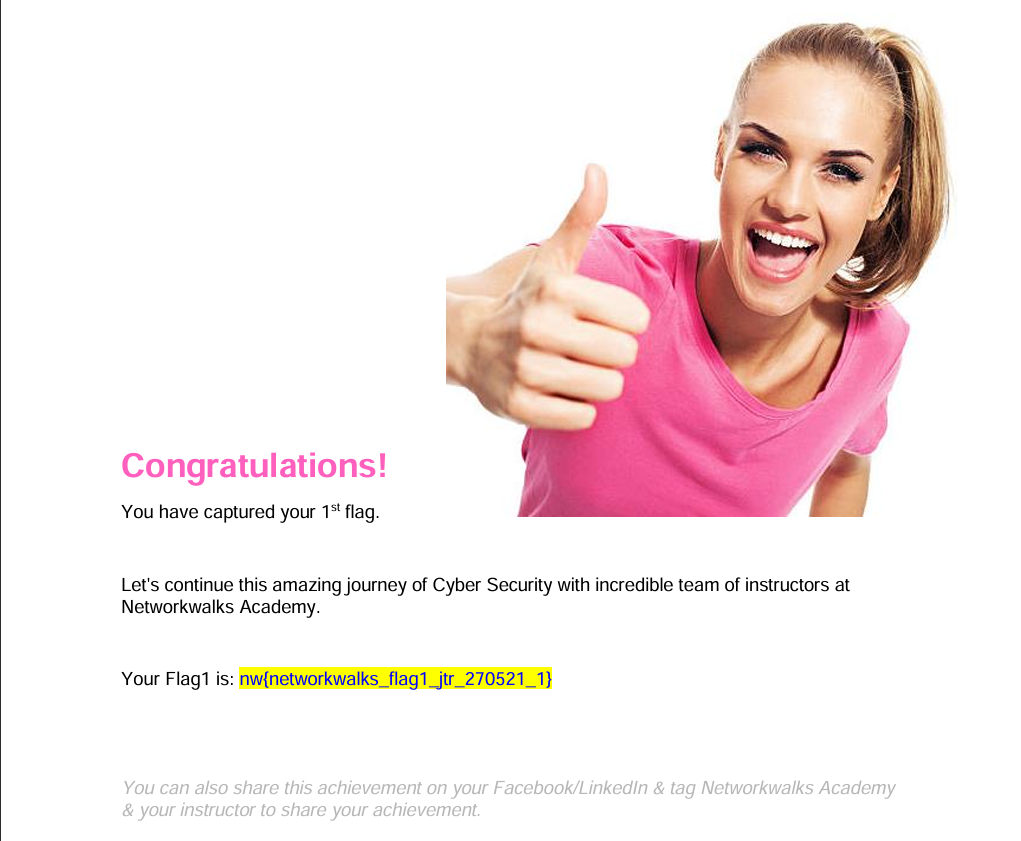 Congratulations!
You have captured your 1st flag.
Let's continue this amazing journey of Cyber Security with incredible team of instructors at
Networkwalks Academy.
Your Flag1 is: nw{networkwalks_flag1_jtr_270521_1}
You can also share this achievement on your Facebook/LinkedIn & tag Networkwalks Academy
& your instructor to share your achievement.